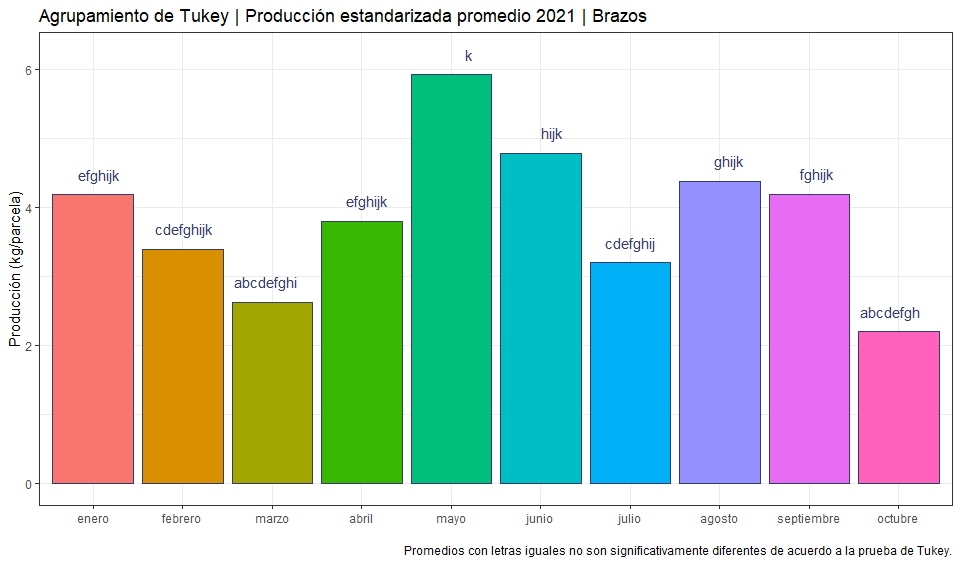 Agrupamiento de Tukey | Producción estandarizada promedio 2021 | Brazos
Producción (kg/parcela)
6
4
2
0
efghijk
cdefghijk
abcdefghi
efghijk
k
hijk
cdefghij
ghijk
fghijk
abcdefgh
enero
febrero
marzo
abril
mayo
junio
julio
agosto
septiembre
octubre
Promedios con letras iguales no son significativamente diferentes de acuerdo a la prueba de Tukey.